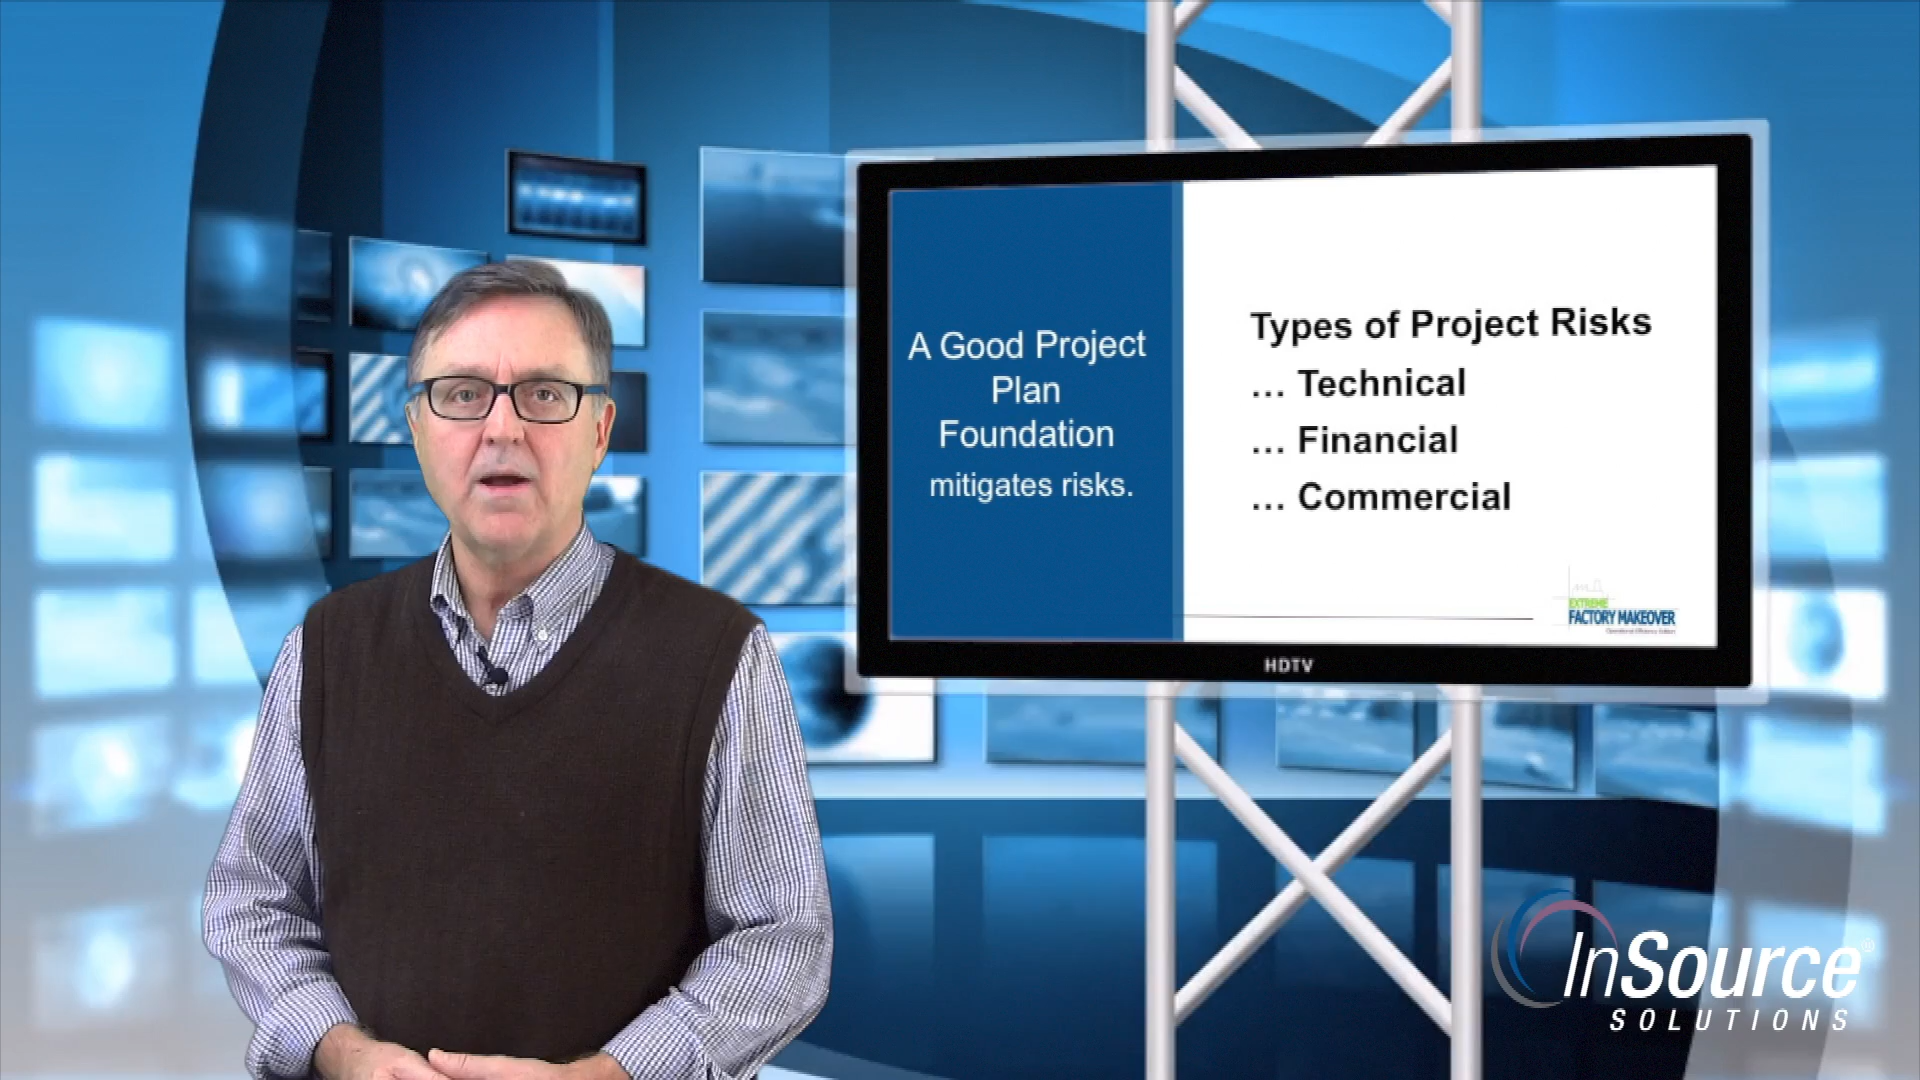 A Good Project
Plan
Foundation
mitigates risks.
Types of Project Risks
… Technical
… Financial
… Commercial
EXTREME
FACTORY MAKEOVER
HDTV
InSource®
SOLUTIONS